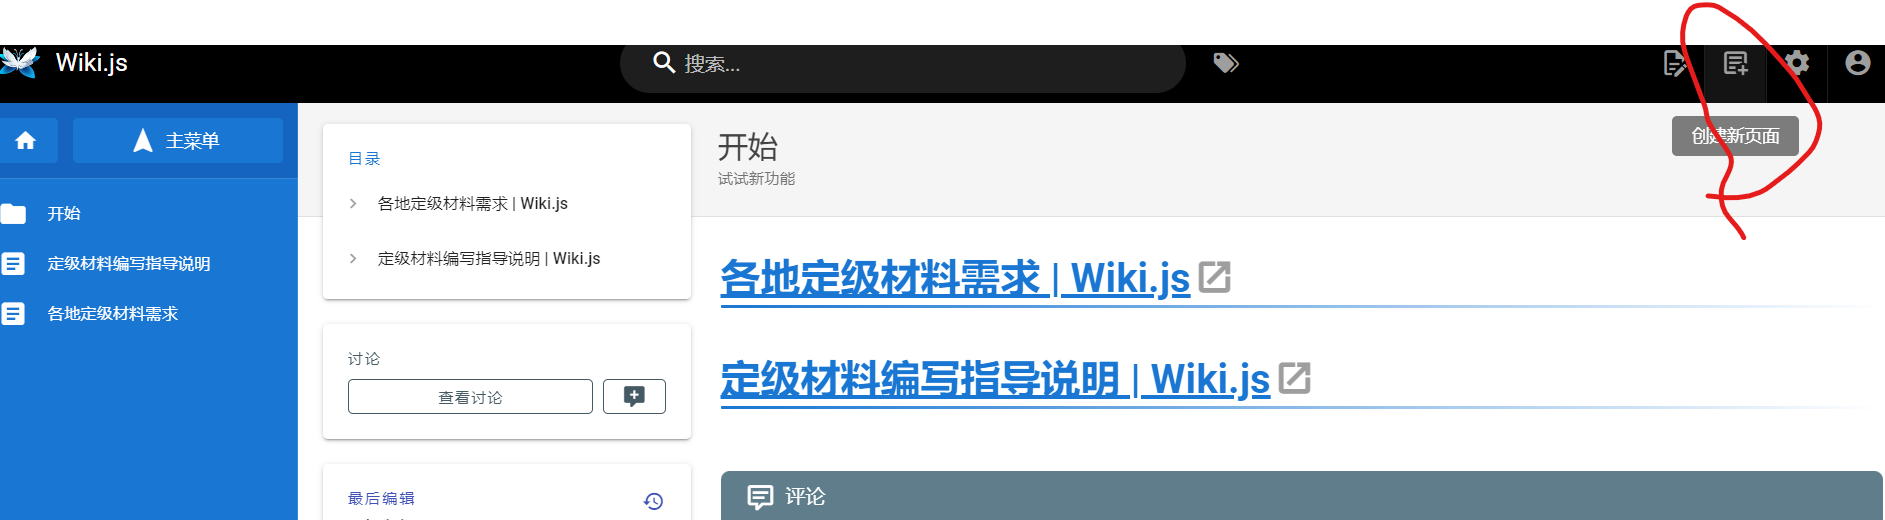 Wiki.js
搜索...
主菜单
创建新页面
开始
定级材料编写指导说明
各地定级材料需求
目录
各地定级材料需求 | Wiki.js
定级材料编写指导说明 | Wiki.js
讨论
查看讨论
最后编辑
开始
试试新功能
各地定级材料需求 | Wiki.js
定级材料编写指导说明 | Wiki.js
评论